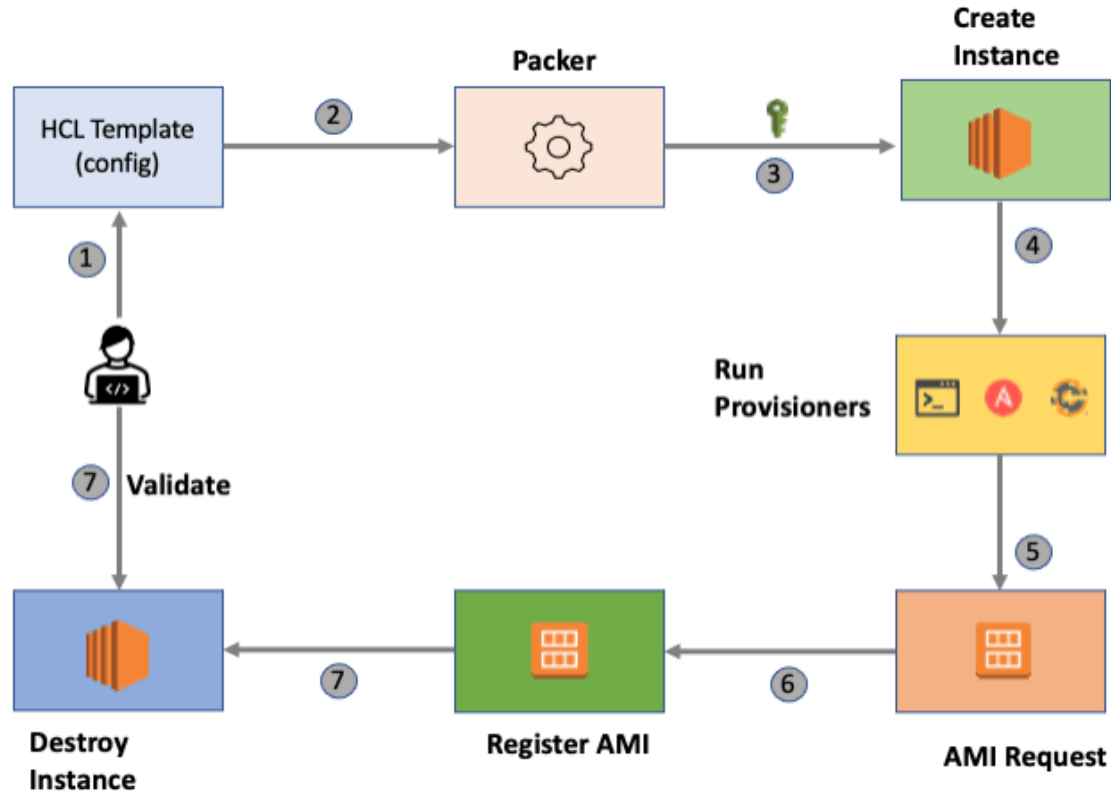 Create
Instance
Packer
2
HCL Template
(config)
3
1
4
</>
Run
Provisioners
>_
A
C
7
Validate
5
7
6
Destroy
Instance
Register AMI
AMI Request